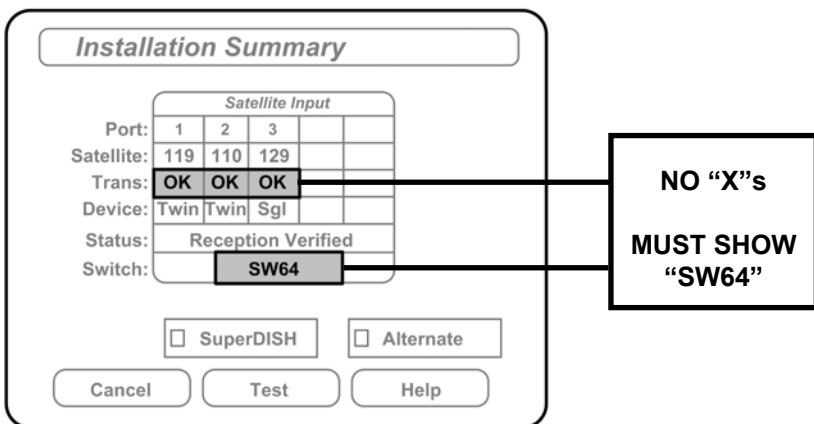 Installation Summary
Satellite Input
Port: 1 2 3
Satellite: 119 110 129
Trans: OK OK OK
Device: Twin Twin Sgl
Status: Reception Verified
Switch: SW64
SuperDISH Alternate
Cancel Test Help
NO “X”s
MUST SHOW
“SW64”